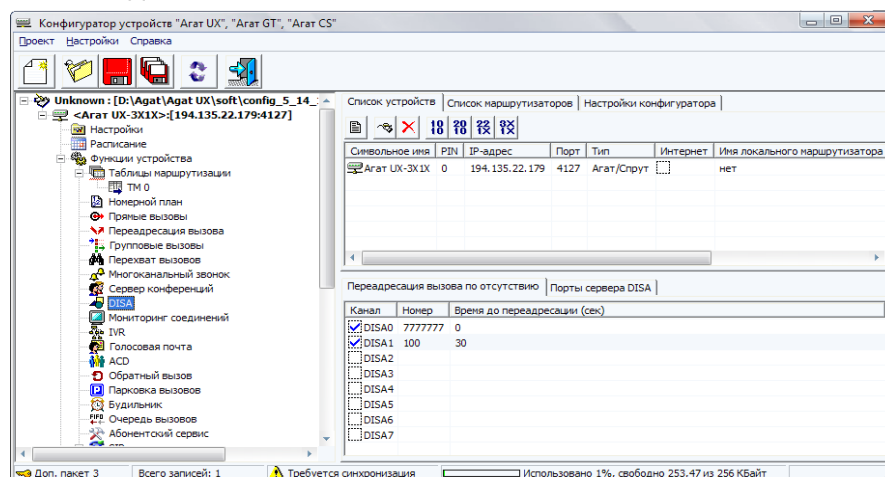 Конфигуратор устройств "Агат UX", "Агат GT", "Агат CS"
Проект Настройки Справка
Unknown : [D:\Agat\Agat UX\soft\config_5_14_
<Агат UX-3X1X>:[194.135.22.179:4127]
Настройки
Расписание
Функции устройства
Таблицы маршрутизации
ТМ 0
Номерной план
Прямые вызовы
Переадресация вызова
Групповые вызовы
Перехват вызовов
Многоканальный звонок
Сервер конференций
DISA
Мониторинг соединений
IVR
Голосовая почта
ACD
Обратный вызов
Парковка вызовов
Будильник
Очередь вызовов
Абонентский сервис
Список устройств Список маршрутизаторов Настройки конфигуратора
Символьное имя PIN IP-адрес Порт Тип Интернет Имя локального маршрутизатора
Агат UX-3X1X 0 194.135.22.179 4127 Агат/Спрут нет
Переадресация вызова по отсутствию Порты сервера DISA
Канал Номер Время до переадресации (сек)
DISA0 7777777 0
DISA1 100 30
DISA2
DISA3
DISA4
DISA5
DISA6
DISA7
Доп. пакет 3 Всего записей: 1 Требуется синхронизация Использовано 1%, свободно 253.47 из 256 КБайт